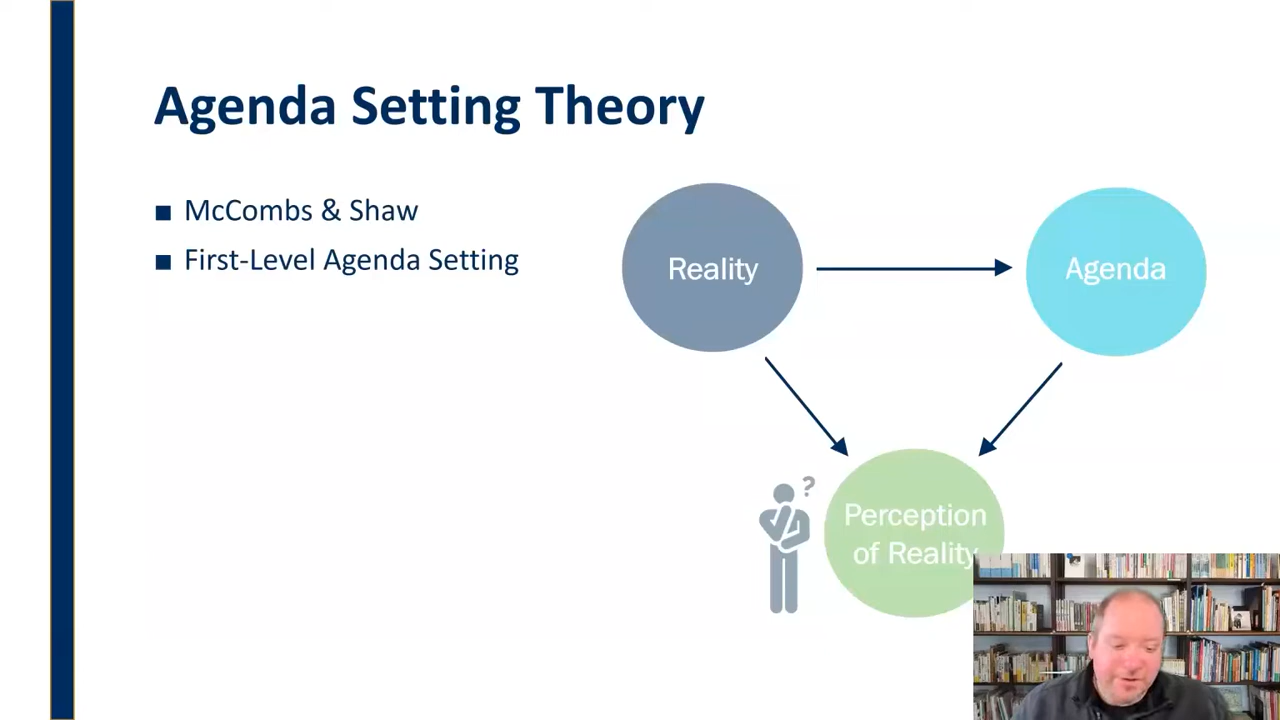 Agenda Setting Theory
■ McCombs & Shaw
■ First-Level Agenda Setting
Reality
Agenda
?
Perception
of Reality